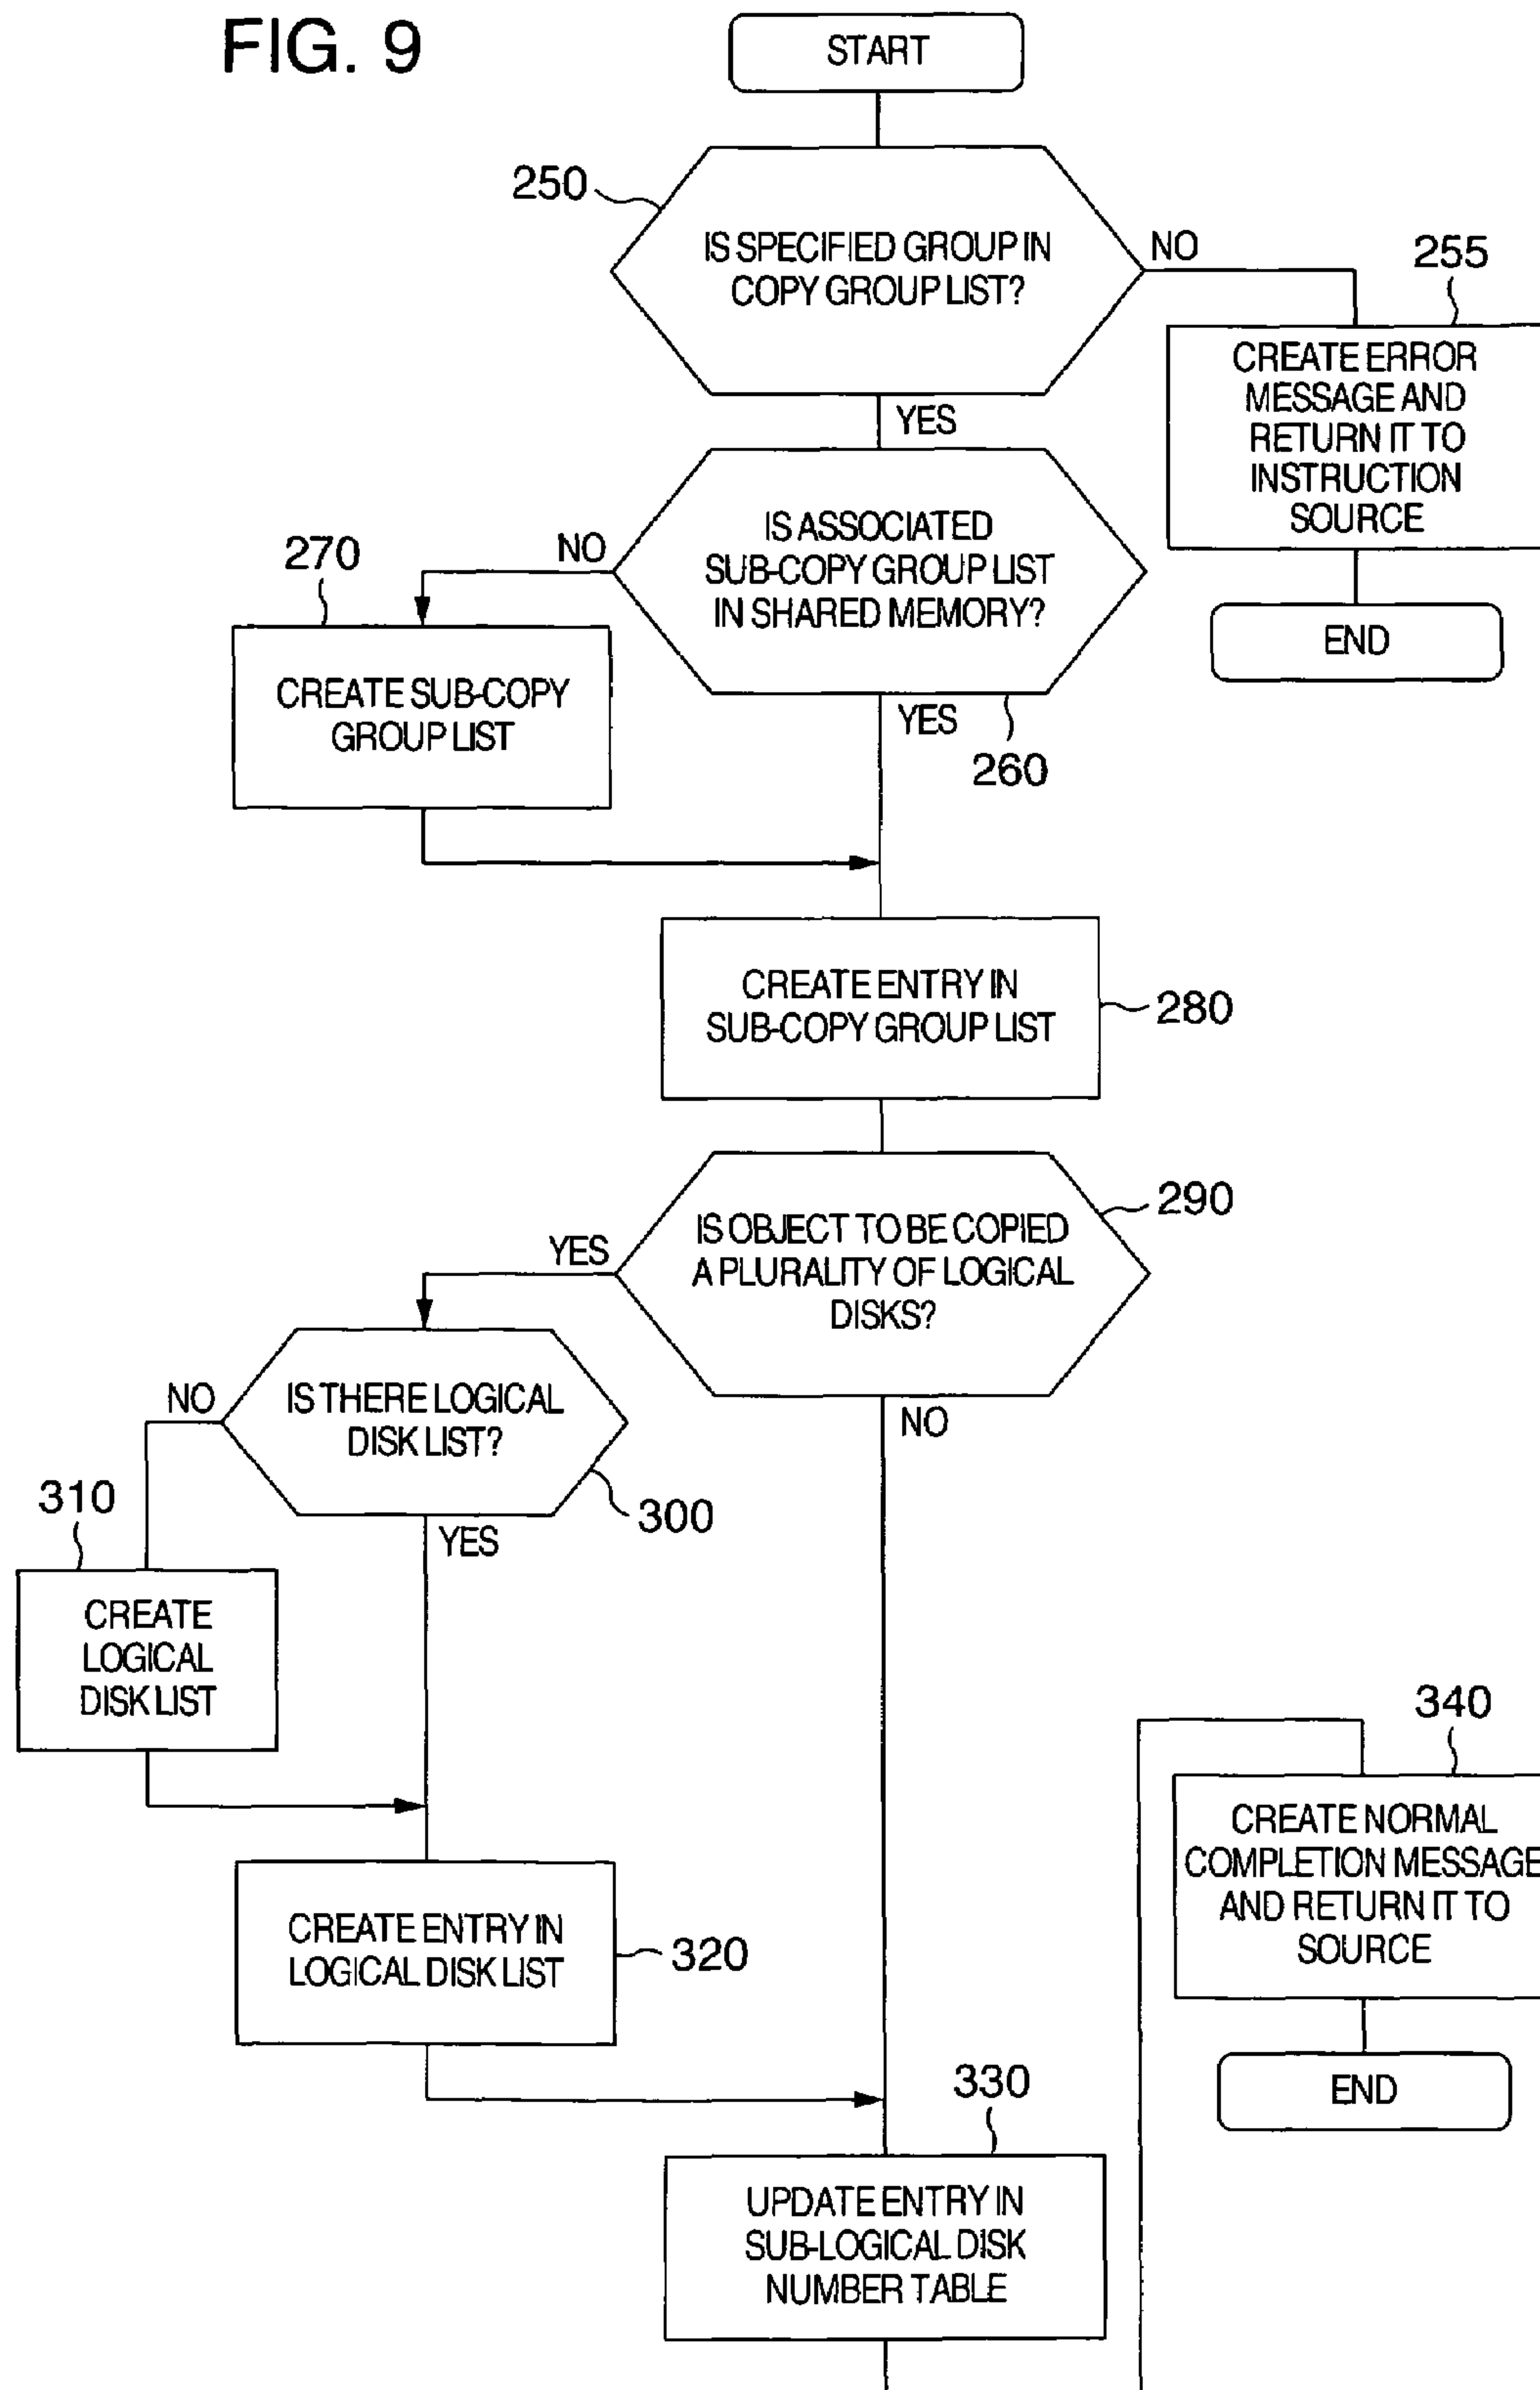 FIG. 9
START
250
IS SPECIFIED GROUP IN
COPY GROUP LIST?
NO
255
CREATE ERROR
MESSAGE AND
RETURN IT TO
INSTRUCTION
SOURCE
END
YES
IS ASSOCIATED
SUB-COPY GROUP LIST
IN SHARED MEMORY?
NO
270
CREATE SUB-COPY
GROUP LIST
YES
260
CREATE ENTRY IN
SUB-COPY GROUP LIST
280
290
IS OBJECT TO BE COPIED
A PLURALITY OF LOGICAL
DISKS?
YES
NO
IS THERE LOGICAL
DISK LIST?
NO
300
310
YES
CREATE
LOGICAL
DISK LIST
CREATE ENTRY IN
LOGICAL DISK LIST
320
330
UPDATE ENTRY IN
SUB-LOGICAL DISK
NUMBER TABLE
340
CREATE NORMAL
COMPLETION MESSAGE
AND RETURN IT TO
SOURCE
END